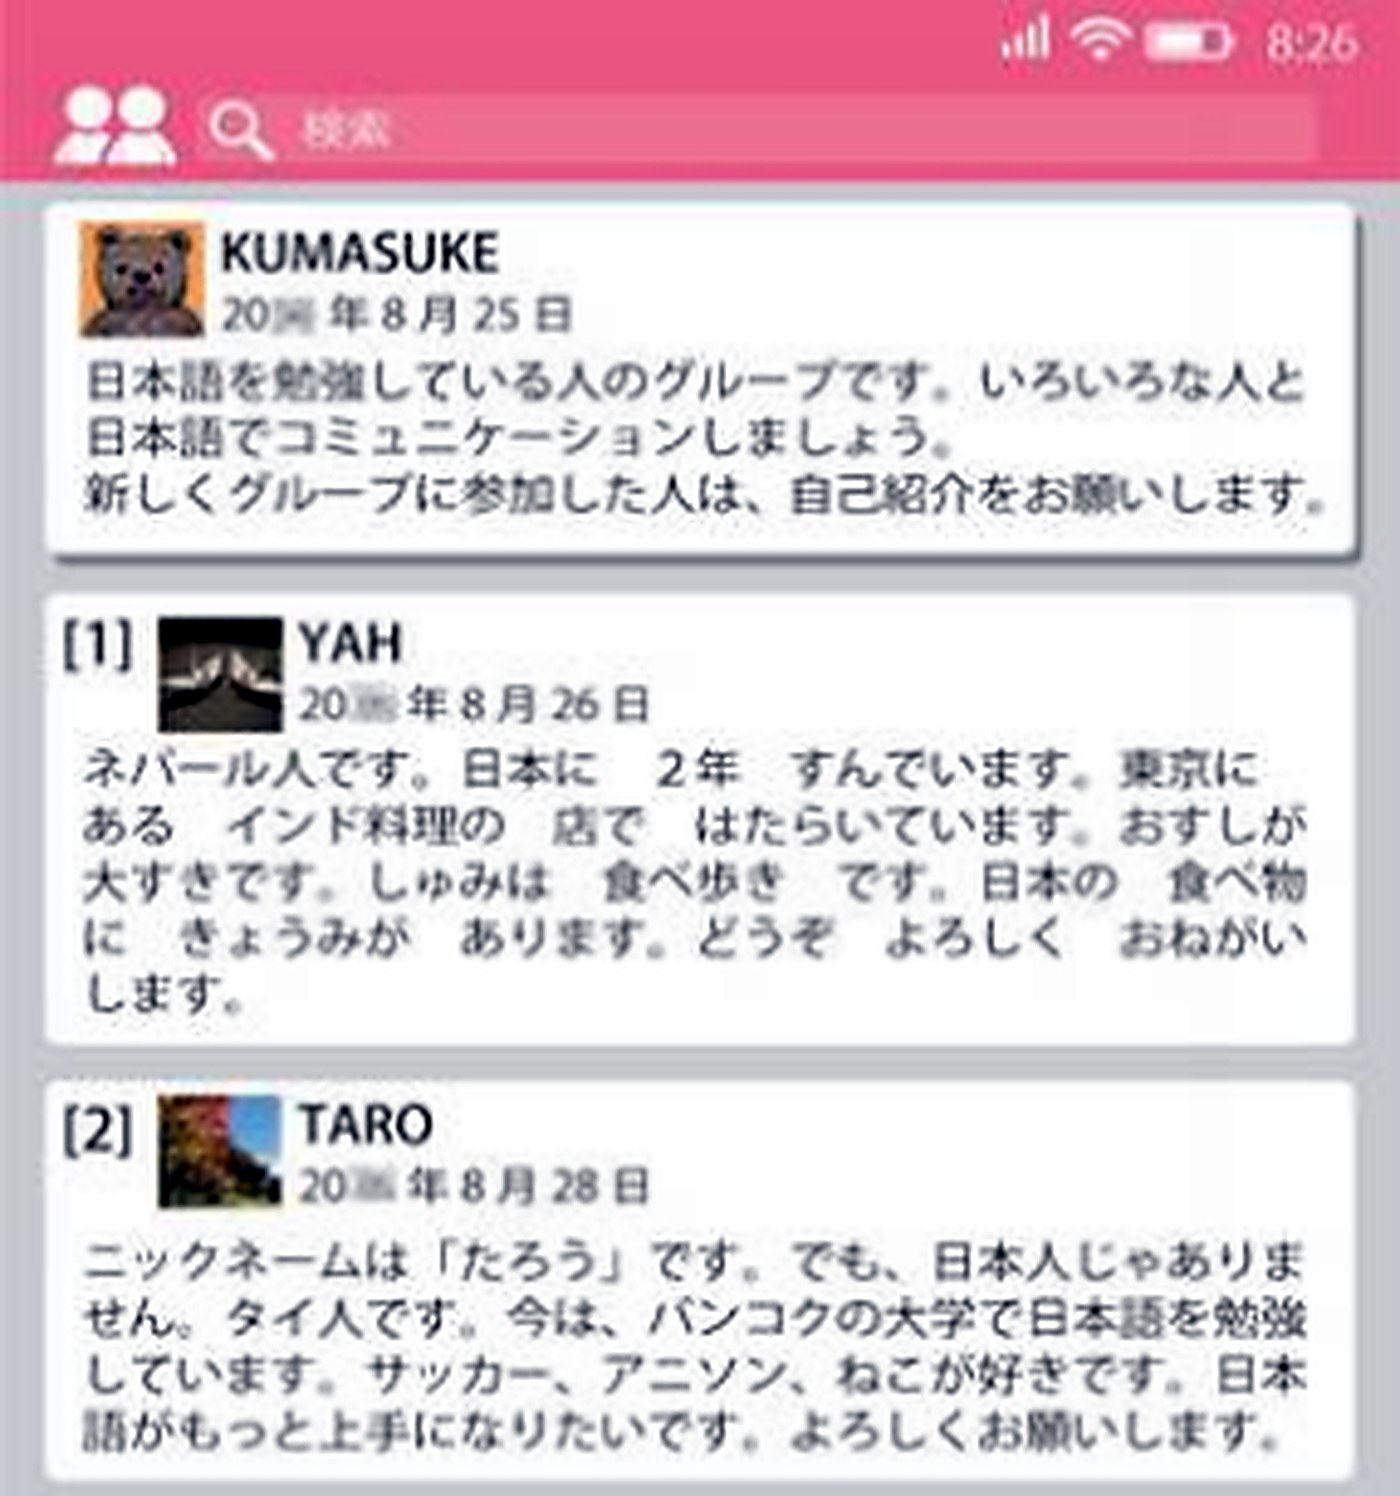 8:26
検索
KUMASUKE
20 年 8 月 25 日
日本語を勉強している人のグループです。いろいろな人と
日本語でコミュニケーションしましょう。
新しくグループに参加した人は、自己紹介をお願いします。
[1] YAH
20 年 8 月 26 日
ネパール人です。日本に　2年　すんでいます。東京に
ある　インド料理の　店で　はたらいています。おすしが
大すきです。しゅみは　食べ歩き　です。日本の　食べ物
に　きょうみが　あります。どうぞ　よろしく　おねがい
します。
[2] TARO
20 年 8 月 28 日
ニックネームは「たろう」です。でも、日本人じゃありま
せん。タイ人です。今は、バンコクの大学で日本語を勉強
しています。サッカー、アニソン、ねこが好きです。日本
語がもっと上手になりたいです。よろしくお願いします。